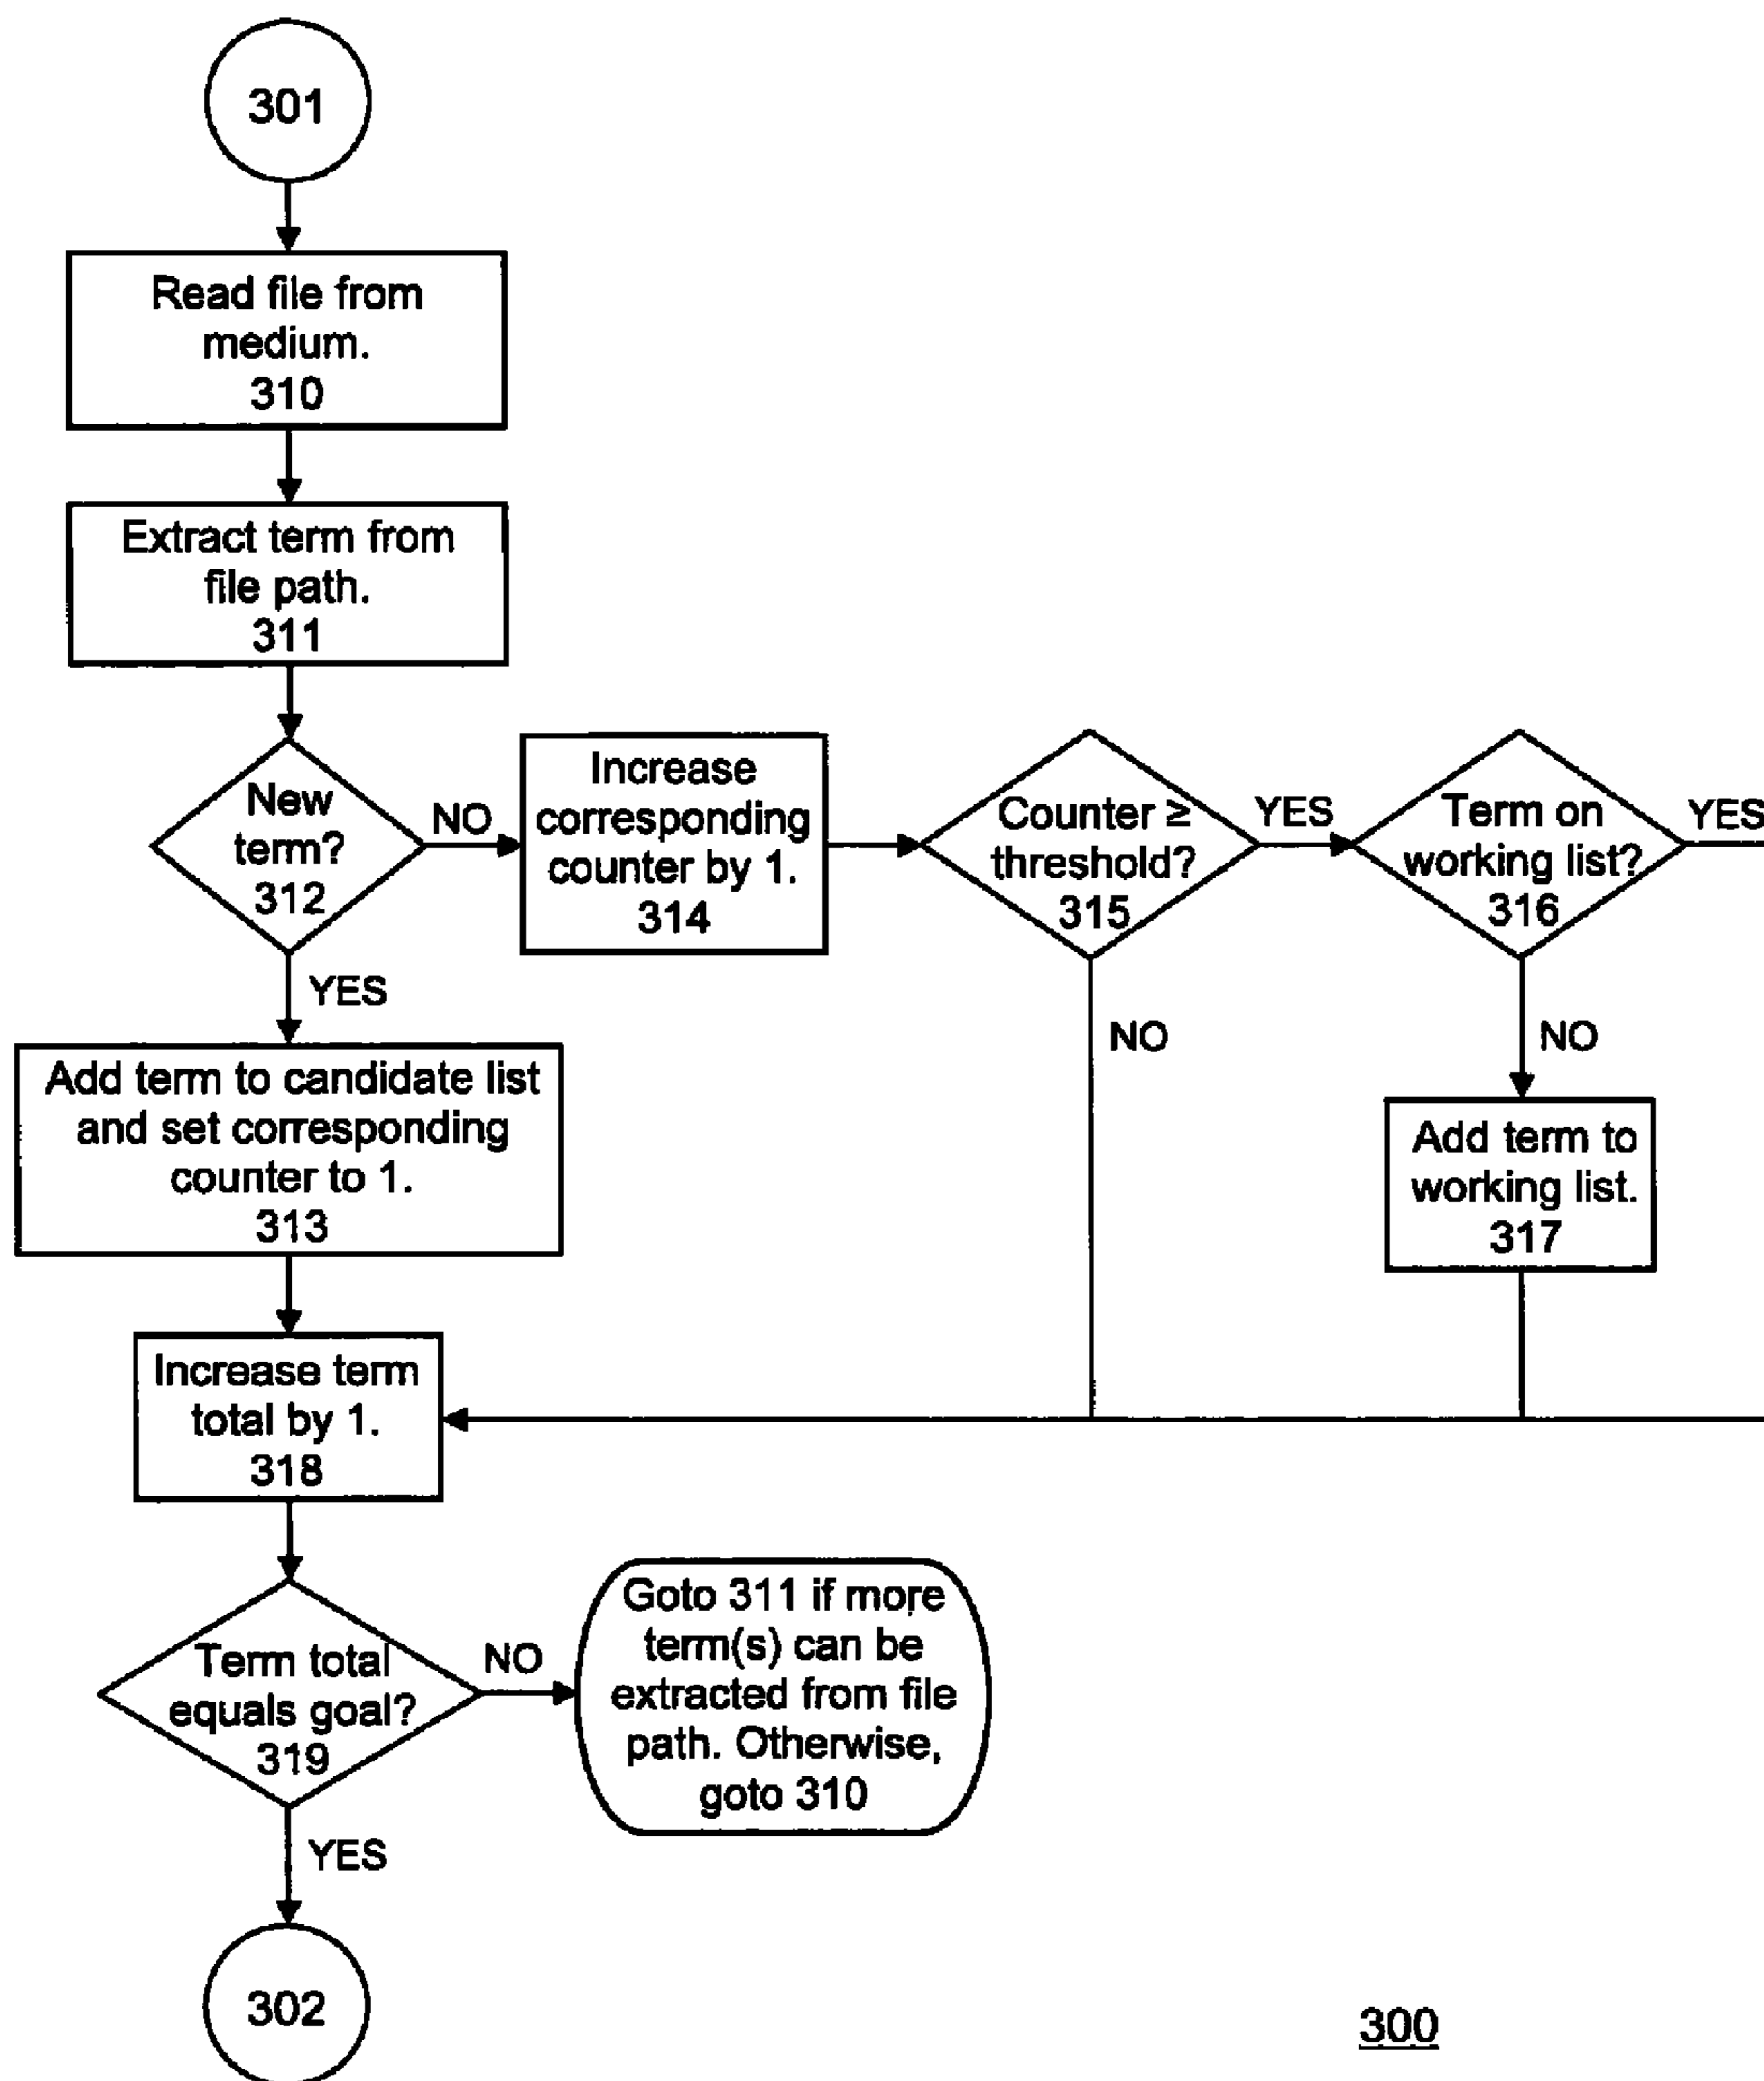 301
Read file from
medium.
310
Extract term from
file path.
311
New
term?
312
NO
Increase
corresponding
counter by 1.
314
Counter ≥
threshold?
315
YES
Term on
working list?
316
YES
YES
NO
NO
Add term to candidate list
and set corresponding
counter to 1.
313
Add term to
working list.
317
Increase term
total by 1.
318
Term total
equals goal?
319
NO
Goto 311 if more
term(s) can be
extracted from file
path. Otherwise,
goto 310
YES
302
300